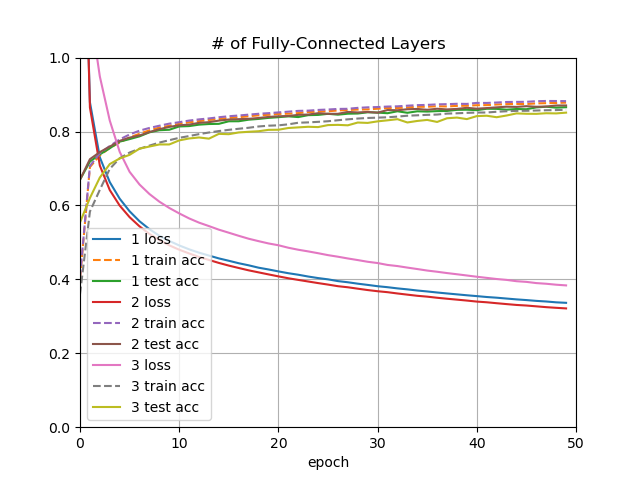 # of Fully-Connected Layers
1.0
0.8
0.6
0.4
0.2
0.0
1 loss
1 train acc
1 test acc
2 loss
2 train acc
2 test acc
3 loss
3 train acc
3 test acc
0 10 20 30 40 50
epoch